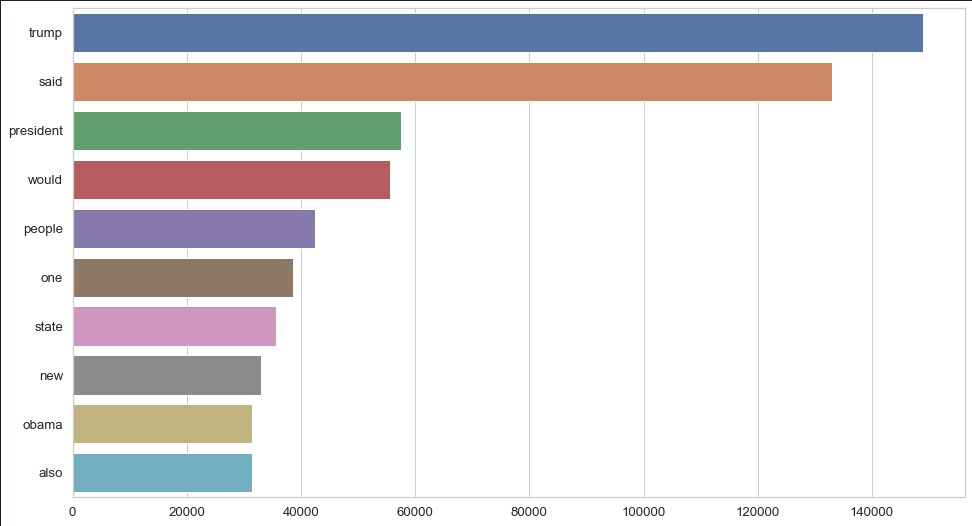 trump
said
president
would
people
one
state
new
obama
also
0 20000 40000 60000 80000 100000 120000 140000